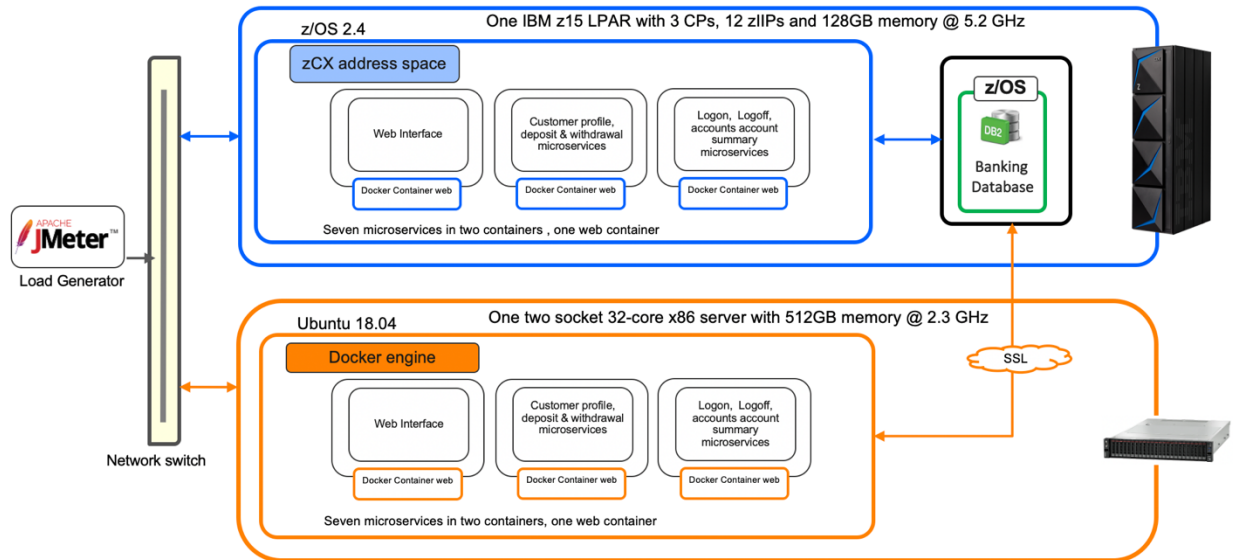 One IBM z15 LPAR with 3 CPs, 12 zIIPs and 128GB memory @ 5.2 GHz
z/OS 2.4
zCX address space
Web Interface
Customer profile,
deposit & withdrawal
microservices
Logon, Logoff,
accounts account
summary
microservices
Docker Container web
Docker Container web
Docker Container web
Seven microservices in two containers , one web container
z/OS
DB2
Banking
Database
APACHE
JMeter™
Load Generator
Network switch
One two socket 32-core x86 server with 512GB memory @ 2.3 GHz
Ubuntu 18.04
Docker engine
Web Interface
Customer profile,
deposit & withdrawal
microservices
Logon, Logoff,
accounts account
summary
microservices
Docker Container web
Docker Container web
Docker Container web
Seven microservices in two containers, one web container
SSL